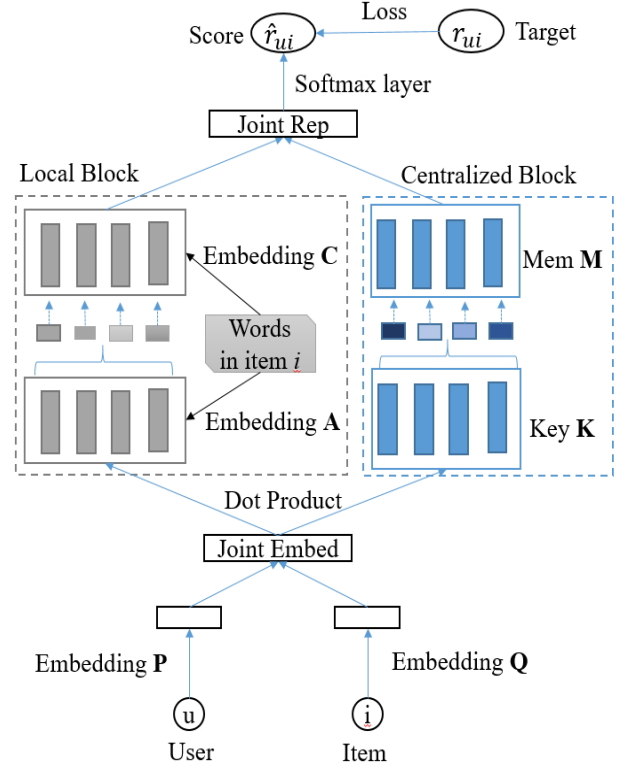 Loss
Score r̂ui rui Target
Softmax layer
Joint Rep
Local Block Centralized Block
Embedding C Mem M
Words
in item i
Embedding A Key K
Dot Product
Joint Embed
Embedding P Embedding Q
u i
User Item